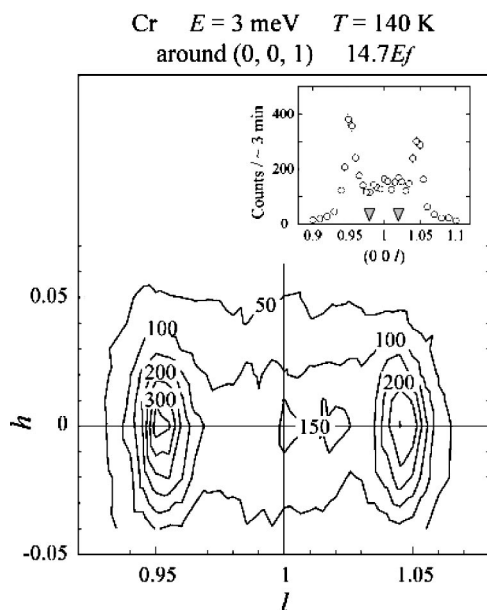 Cr E = 3 meV T = 140 K
around (0, 0, 1) 14.7Ef
Counts / ~ 3 min
400
200
0
0.9 0.95 1 1.05 1.1
(0 0 l)
0.05
50
100
100
200
200
300
h
0
150
-0.05
0.95
1
1.05
l